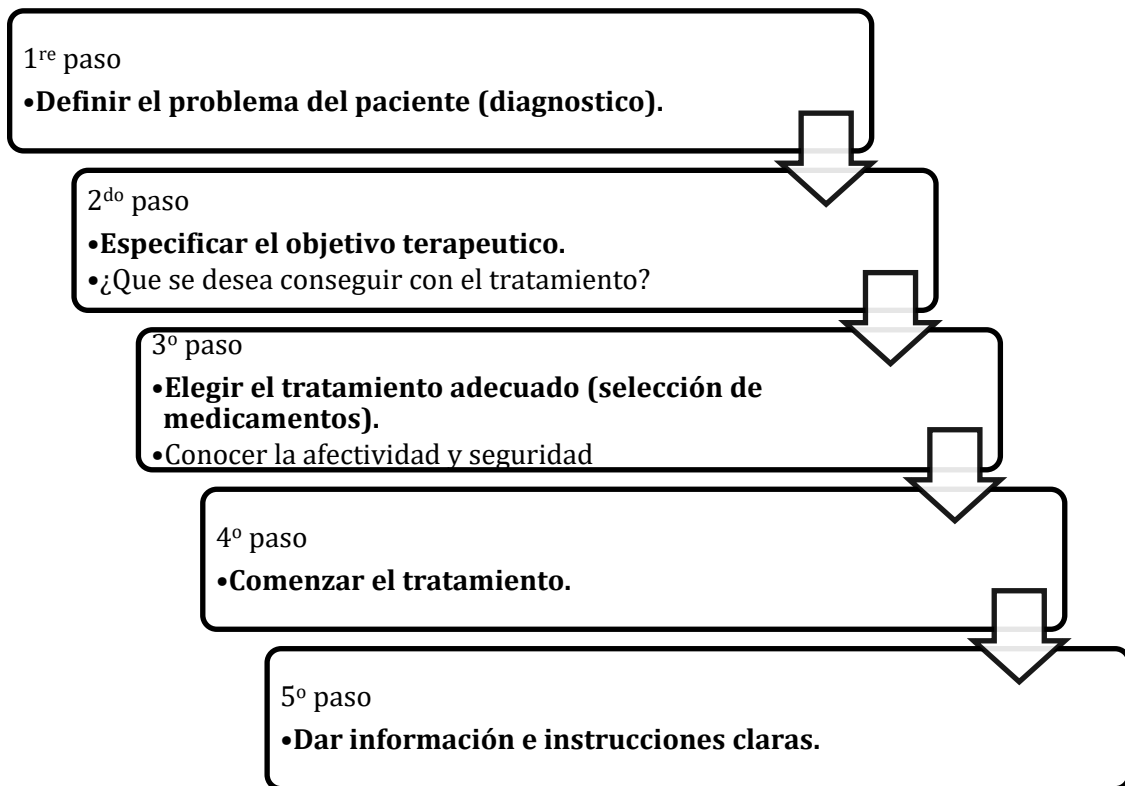 1re paso
•Definir el problema del paciente (diagnostico).
2do paso
•Especificar el objetivo terapeutico.
•¿Que se desea conseguir con el tratamiento?
3º paso
•Elegir el tratamiento adecuado (selección de
medicamentos).
•Conocer la afectividad y seguridad
4º paso
•Comenzar el tratamiento.
5º paso
•Dar información e instrucciones claras.